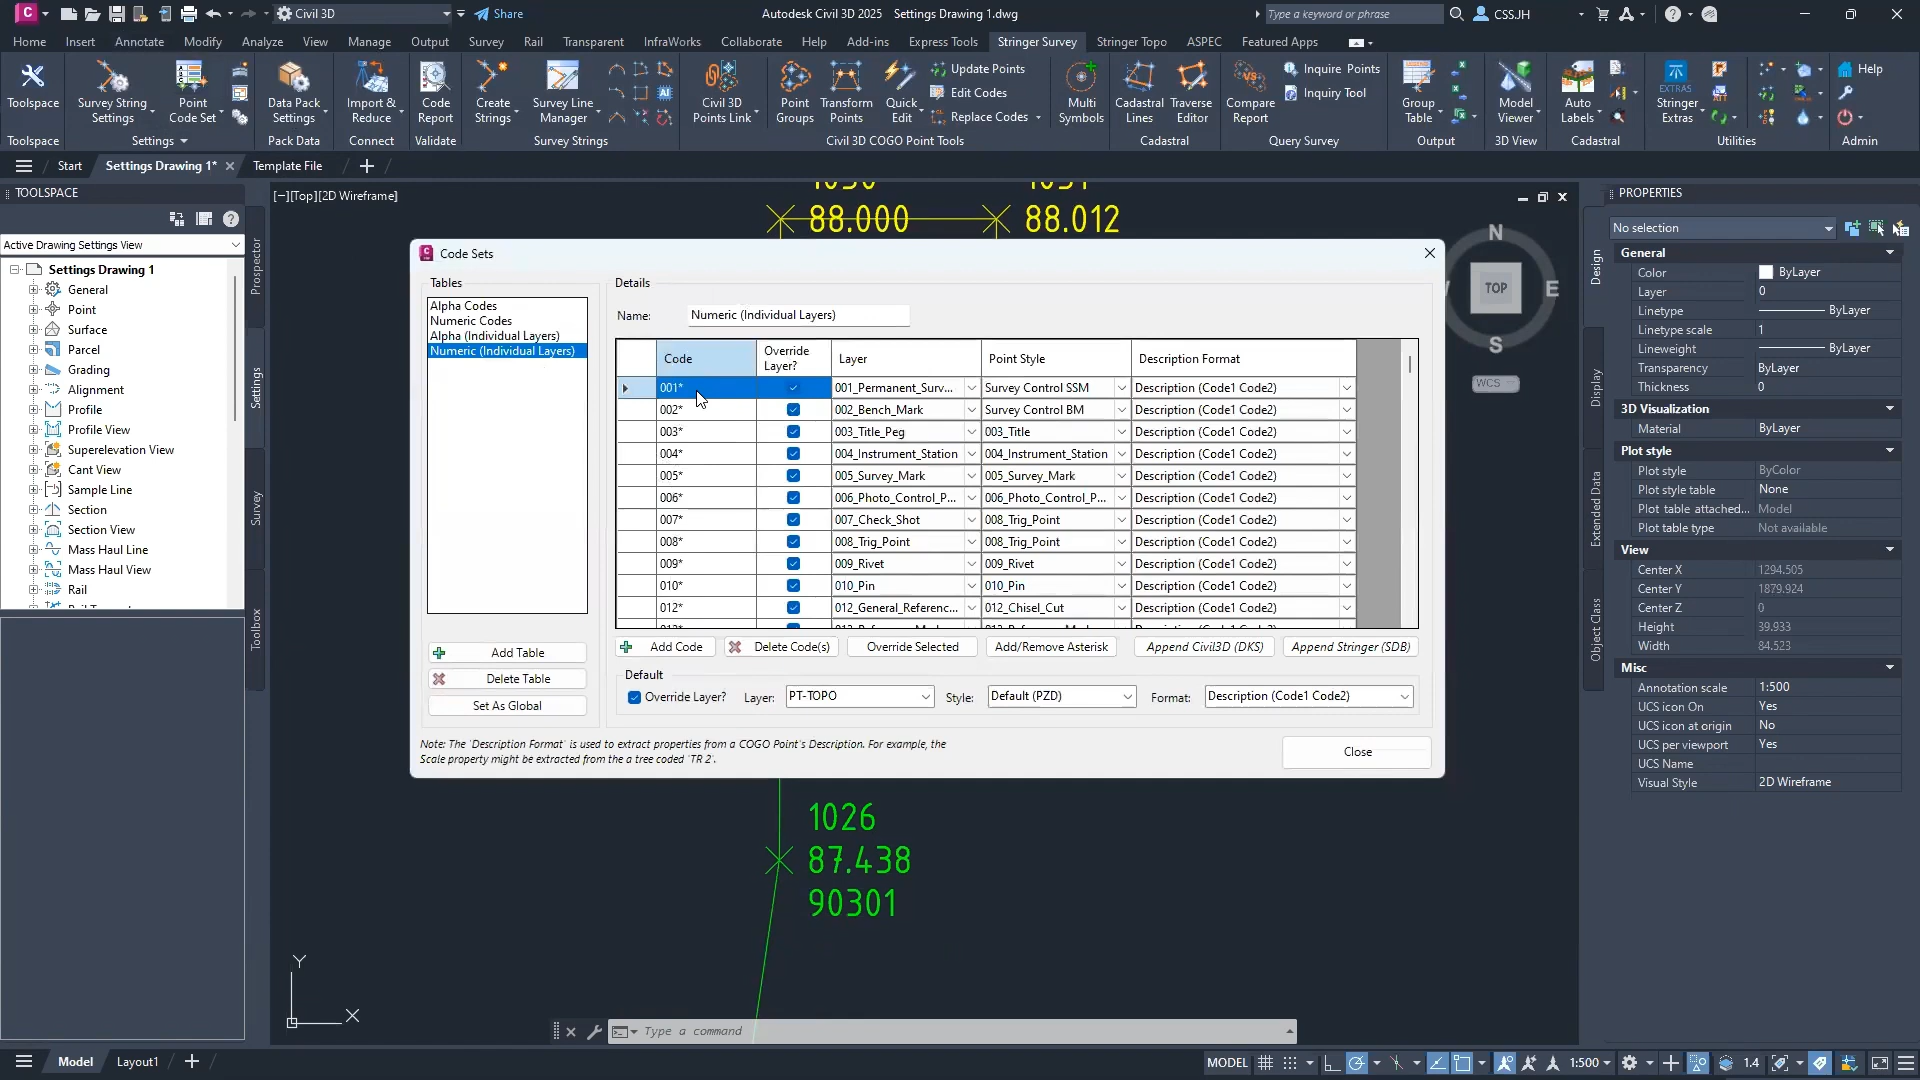 Civil 3D
Share
Autodesk Civil 3D 2025 Settings Drawing 1.dwg
Type a keyword or phrase
CSS.JH
Home Insert Annotate Modify Analyze View Manage Output Survey Rail Transparent InfraWorks Collaborate Help Add-ins Express Tools Stringer Survey Stringer Topo ASPEC Featured Apps
Toolspace
Survey String Settings
Point Code Set
Data Pack Settings
Import & Reduce
Code Report
Create Strings
Survey Line Manager
Civil 3D Points Link
Point Groups
Transform Points
Quick Edit
Update Points
Edit Codes
Replace Codes
Multi Symbols
Cadastral Lines
Traverse Editor
Compare Report
Inquire Points
Inquiry Tool
Group Table
Model Viewer
Auto Labels
EXTRAS
Stringer Extras
Help
Toolspace Settings Pack Data Connect Validate Survey Strings Civil 3D COGO Point Tools Cadastral Query Survey Output 3D View Cadastral Utilities Admin
Start Settings Drawing 1* Template File
TOOLSPACE
Active Drawing Settings View
Settings Drawing 1
General
Point
Surface
Parcel
Grading
Alignment
Profile
Profile View
Superelevation View
Cant View
Sample Line
Section
Section View
Mass Haul Line
Mass Haul View
Rail
Prospector
Settings
Survey
Toolbox
[−][Top][2D Wireframe]
1030 1031
88.000 88.012
N
TOP
E
S
WCS
Code Sets
Tables
Alpha Codes
Numeric Codes
Alpha (Individual Layers)
Numeric (Individual Layers)
Add Table
Delete Table
Set As Global
Details
Name: Numeric (Individual Layers)
Code Override Layer? Layer Point Style Description Format
001* 001_Permanent_Surv... Survey Control SSM Description (Code1 Code2)
002* 002_Bench_Mark Survey Control BM Description (Code1 Code2)
003* 003_Title_Peg 003_Title Description (Code1 Code2)
004* 004_Instrument_Station 004_Instrument_Station Description (Code1 Code2)
005* 005_Survey_Mark 005_Survey_Mark Description (Code1 Code2)
006* 006_Photo_Control_P... 006_Photo_Control_P... Description (Code1 Code2)
007* 007_Check_Shot 008_Trig_Point Description (Code1 Code2)
008* 008_Trig_Point 008_Trig_Point Description (Code1 Code2)
009* 009_Rivet 009_Rivet Description (Code1 Code2)
010* 010_Pin 010_Pin Description (Code1 Code2)
012* 012_General_Referenc... 012_Chisel_Cut Description (Code1 Code2)
Add Code Delete Code(s) Override Selected Add/Remove Asterisk Append Civil3D (DKS) Append Stringer (SDB)
Default
Override Layer? Layer: PT-TOPO Style: Default (PZD) Format: Description (Code1 Code2)
Note: The 'Description Format' is used to extract properties from a COGO Point's Description. For example, the
Scale property might be extracted from the a tree coded 'TR 2'.
Close
1026
87.438
90301
Y
X
Type a command
PROPERTIES
No selection
General
Color ByLayer
Layer 0
Linetype ByLayer
Linetype scale 1
Lineweight ByLayer
Transparency ByLayer
Thickness 0
3D Visualization
Material ByLayer
Plot style
Plot style ByColor
Plot style table None
Plot table attached... Model
Plot table type Not available
View
Center X 1294.505
Center Y 1879.924
Center Z 0
Height 39.933
Width 84.523
Misc
Annotation scale 1:500
UCS icon On Yes
UCS icon at origin No
UCS per viewport Yes
UCS Name
Visual Style 2D Wireframe
Design
Display
Extended Data
Object Class
Model Layout1
MODEL 1:500 1.4